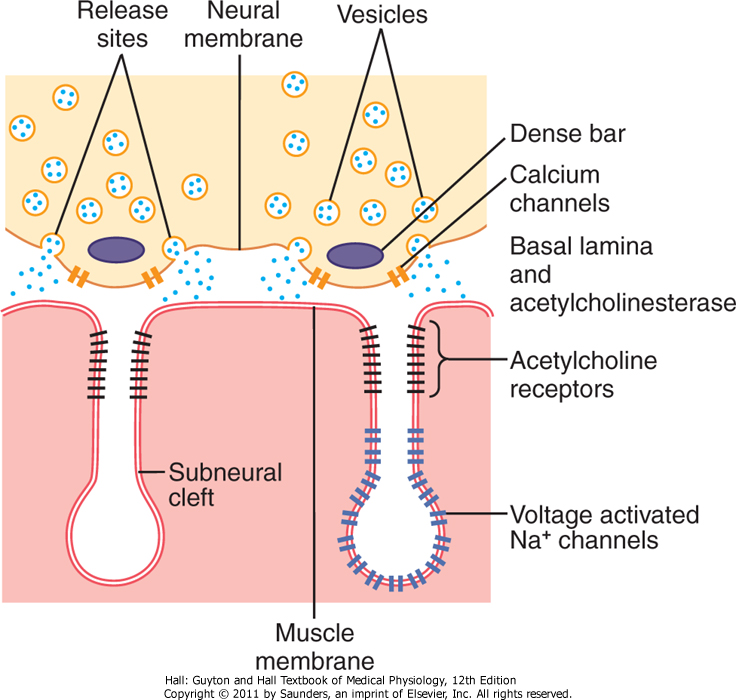 Release
sites
Neural
membrane
Vesicles
Dense bar
Calcium
channels
Basal lamina
and
acetylcholinesterase
Acetylcholine
receptors
Subneural
cleft
Voltage activated
Na⁺ channels
Muscle
membrane
Hall: Guyton and Hall Textbook of Medical Physiology, 12th Edition
Copyright © 2011 by Saunders, an imprint of Elsevier, Inc. All rights reserved.